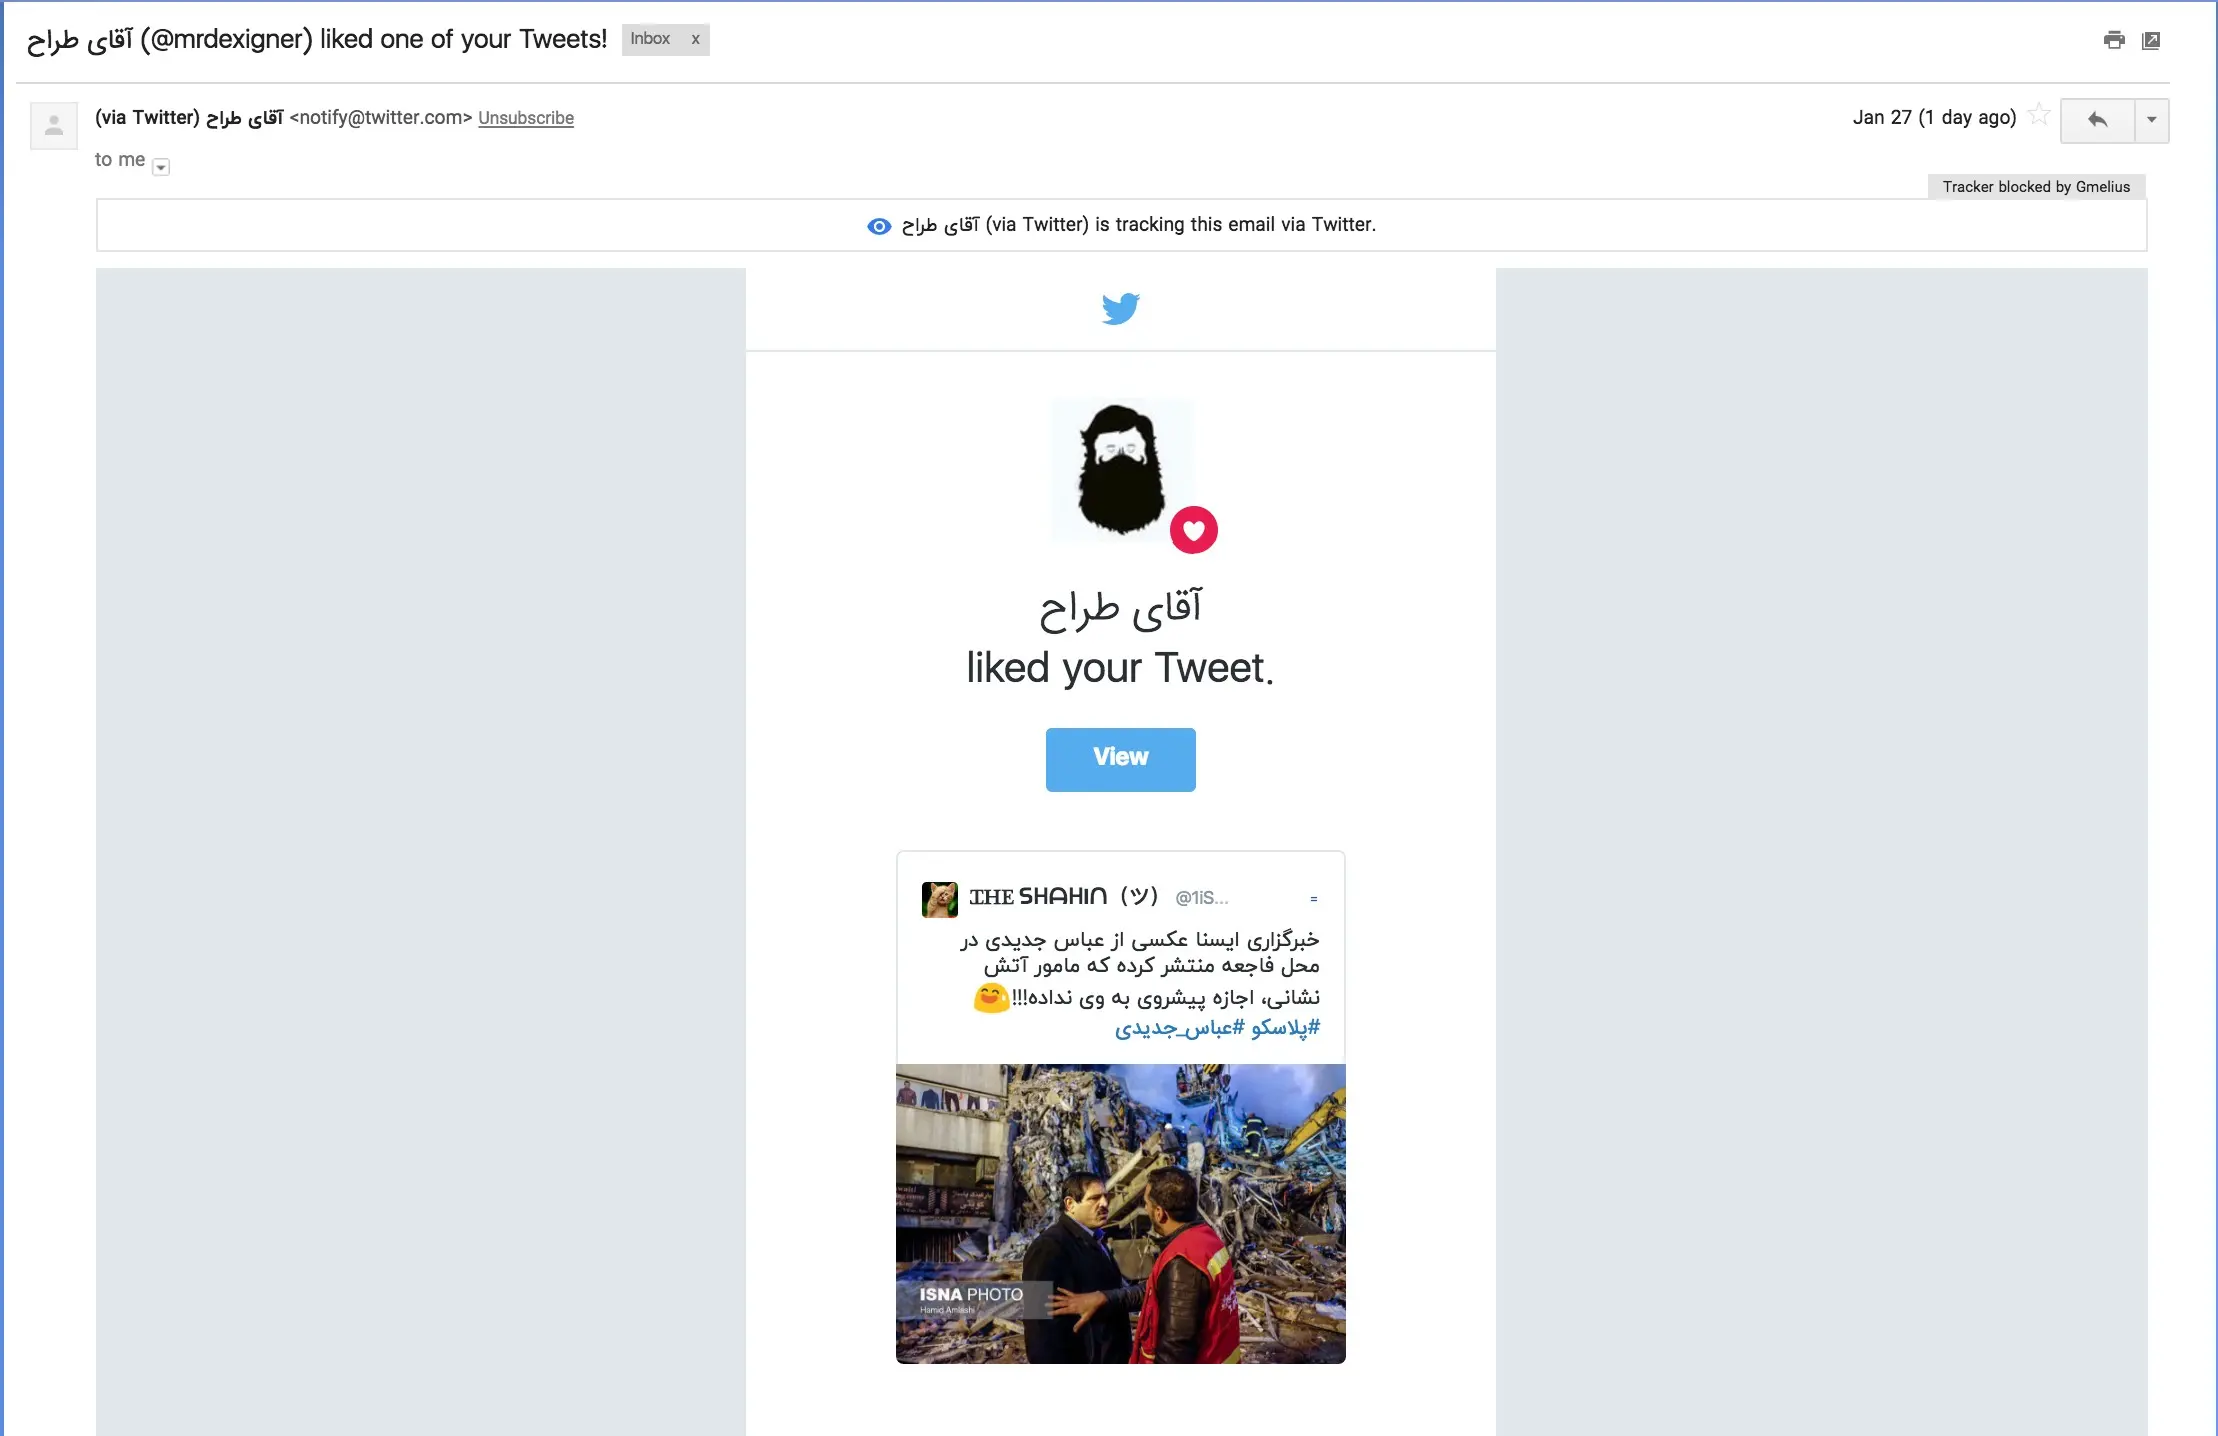 آقای طراح (@mrdexigner) liked one of your Tweets!
Inbox x
(via Twitter) آقای طراح <notify@twitter.com> Unsubscribe
Jan 27 (1 day ago)
to me
Tracker blocked by Gmelius
آقای طراح (via Twitter) is tracking this email via Twitter.
آقای طراح
liked your Tweet.
View
𝕋ℍ𝔼 SHAHIN (ツ) @1iS...
خبرگزاری ایسنا عکسی از عباس جدیدی در
محل فاجعه منتشر کرده که مامور آتش
نشانی، اجازه پیشروی به وی نداده!!!😅
#پلاسکو #عباس_جدیدی
ISNA PHOTO
Hamid Amlashi